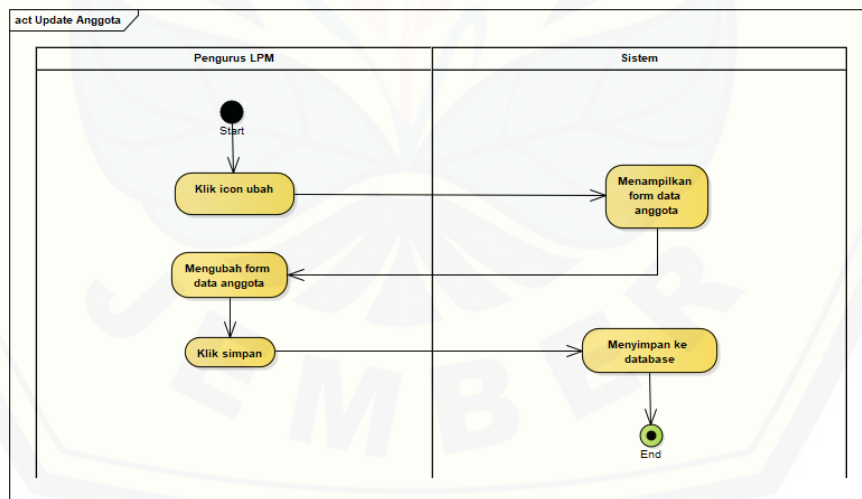 act Update Anggota
Pengurus LPM
Sistem
Start
Klik icon ubah
Menampilkan
form data
anggota
Mengubah form
data anggota
Klik simpan
Menyimpan ke
database
End
JEMBER